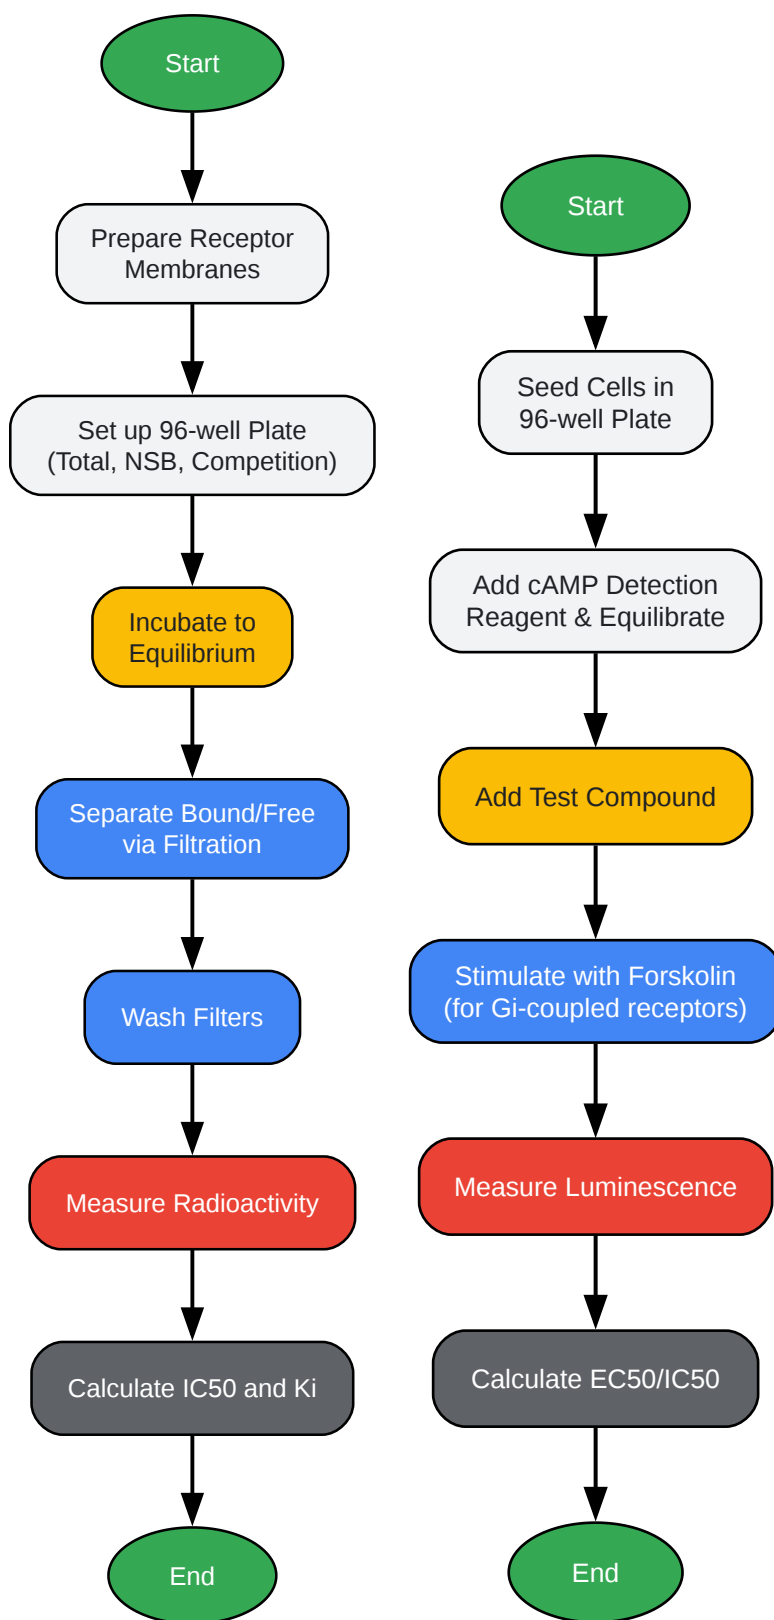 Start
Prepare Receptor
Membranes
Set up 96-well Plate
(Total, NSB, Competition)
Incubate to
Equilibrium
Separate Bound/Free
via Filtration
Wash Filters
Measure Radioactivity
Calculate IC50 and Ki
End
Start
Seed Cells in
96-well Plate
Add cAMP Detection
Reagent & Equilibrate
Add Test Compound
Stimulate with Forskolin
(for Gi-coupled receptors)
Measure Luminescence
Calculate EC50/IC50
End